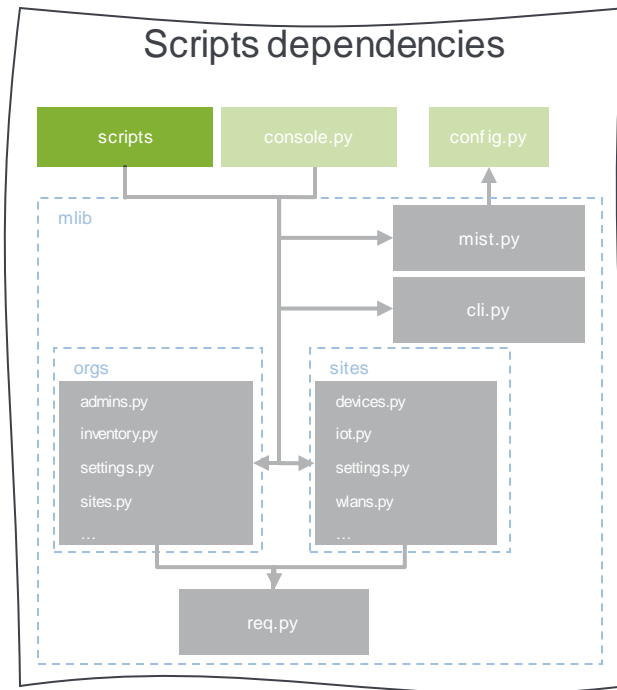 Scripts dependencies
scripts
console.py
config.py
mlib
mist.py
cli.py
orgs
admins.py
inventory.py
settings.py
sites.py
...
sites
devices.py
iot.py
settings.py
wlans.py
...
req.py